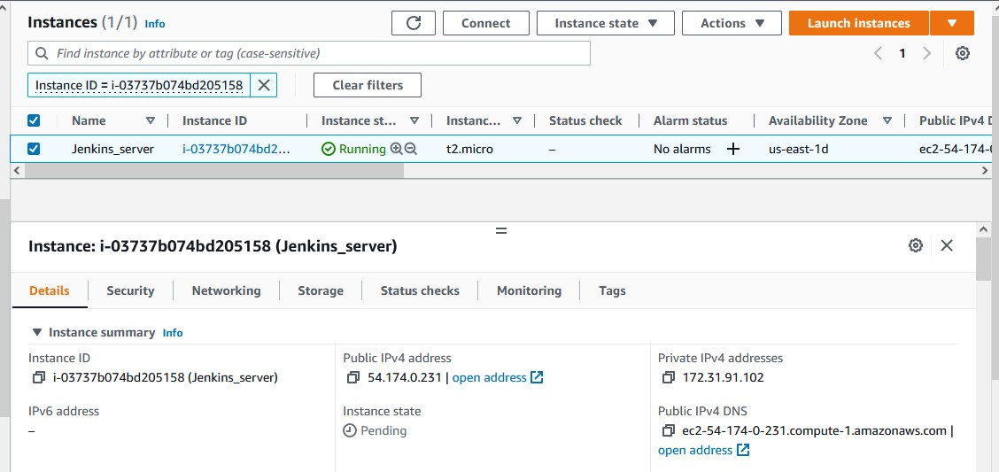 Instances (1/1) Info Connect Instance state Actions Launch instances
Find instance by attribute or tag (case-sensitive) 1
Instance ID = i-03737b074bd205158 Clear filters
Name Instance ID Instance st... Instanc... Status check Alarm status Availability Zone Public IPv4 D
Jenkins_server i-03737b074bd2... Running t2.micro – No alarms + us-east-1d ec2-54-174-0
Instance: i-03737b074bd205158 (Jenkins_server)
Details Security Networking Storage Status checks Monitoring Tags
Instance summary Info
Instance ID Public IPv4 address Private IPv4 addresses
i-03737b074bd205158 (Jenkins_server) 54.174.0.231 | open address 172.31.91.102
IPv6 address Instance state Public IPv4 DNS
– Pending ec2-54-174-0-231.compute-1.amazonaws.com |
open address